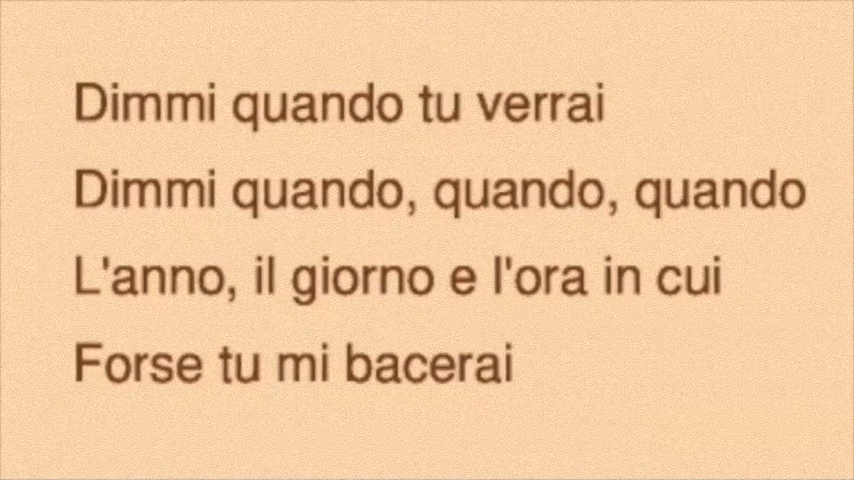 Dimmi quando tu verrai
Dimmi quando, quando, quando
L'anno, il giorno e l'ora in cui
Forse tu mi bacerai